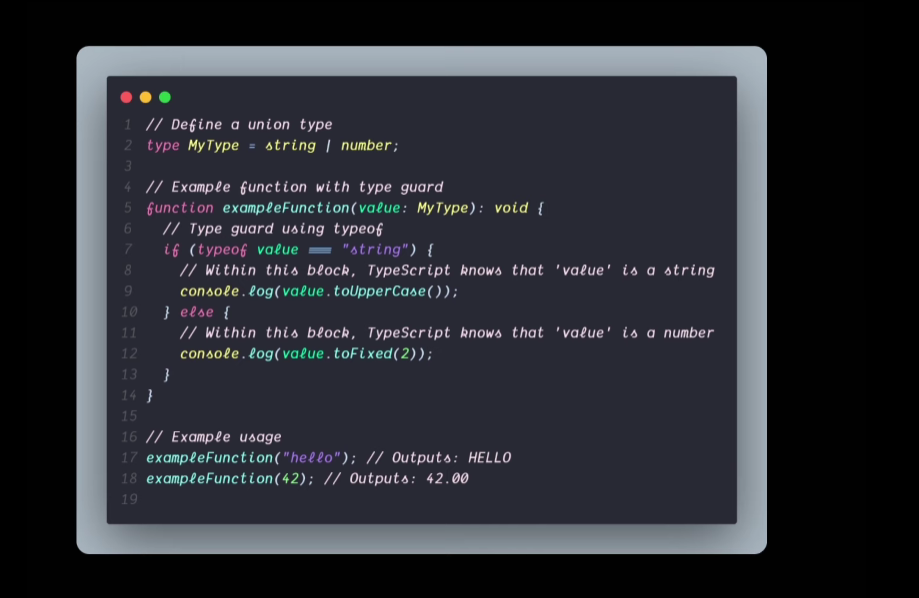 1 // Define a union type
2 type MyType = string | number;
3
4 // Example function with type guard
5 function exampleFunction(value: MyType): void {
6   // Type guard using typeof
7   if (typeof value === "string") {
8     // Within this block, TypeScript knows that 'value' is a string
9     console.log(value.toUpperCase());
10   } else {
11     // Within this block, TypeScript knows that 'value' is a number
12     console.log(value.toFixed(2));
13   }
14 }
15
16 // Example usage
17 exampleFunction("hello"); // Outputs: HELLO
18 exampleFunction(42); // Outputs: 42.00
19